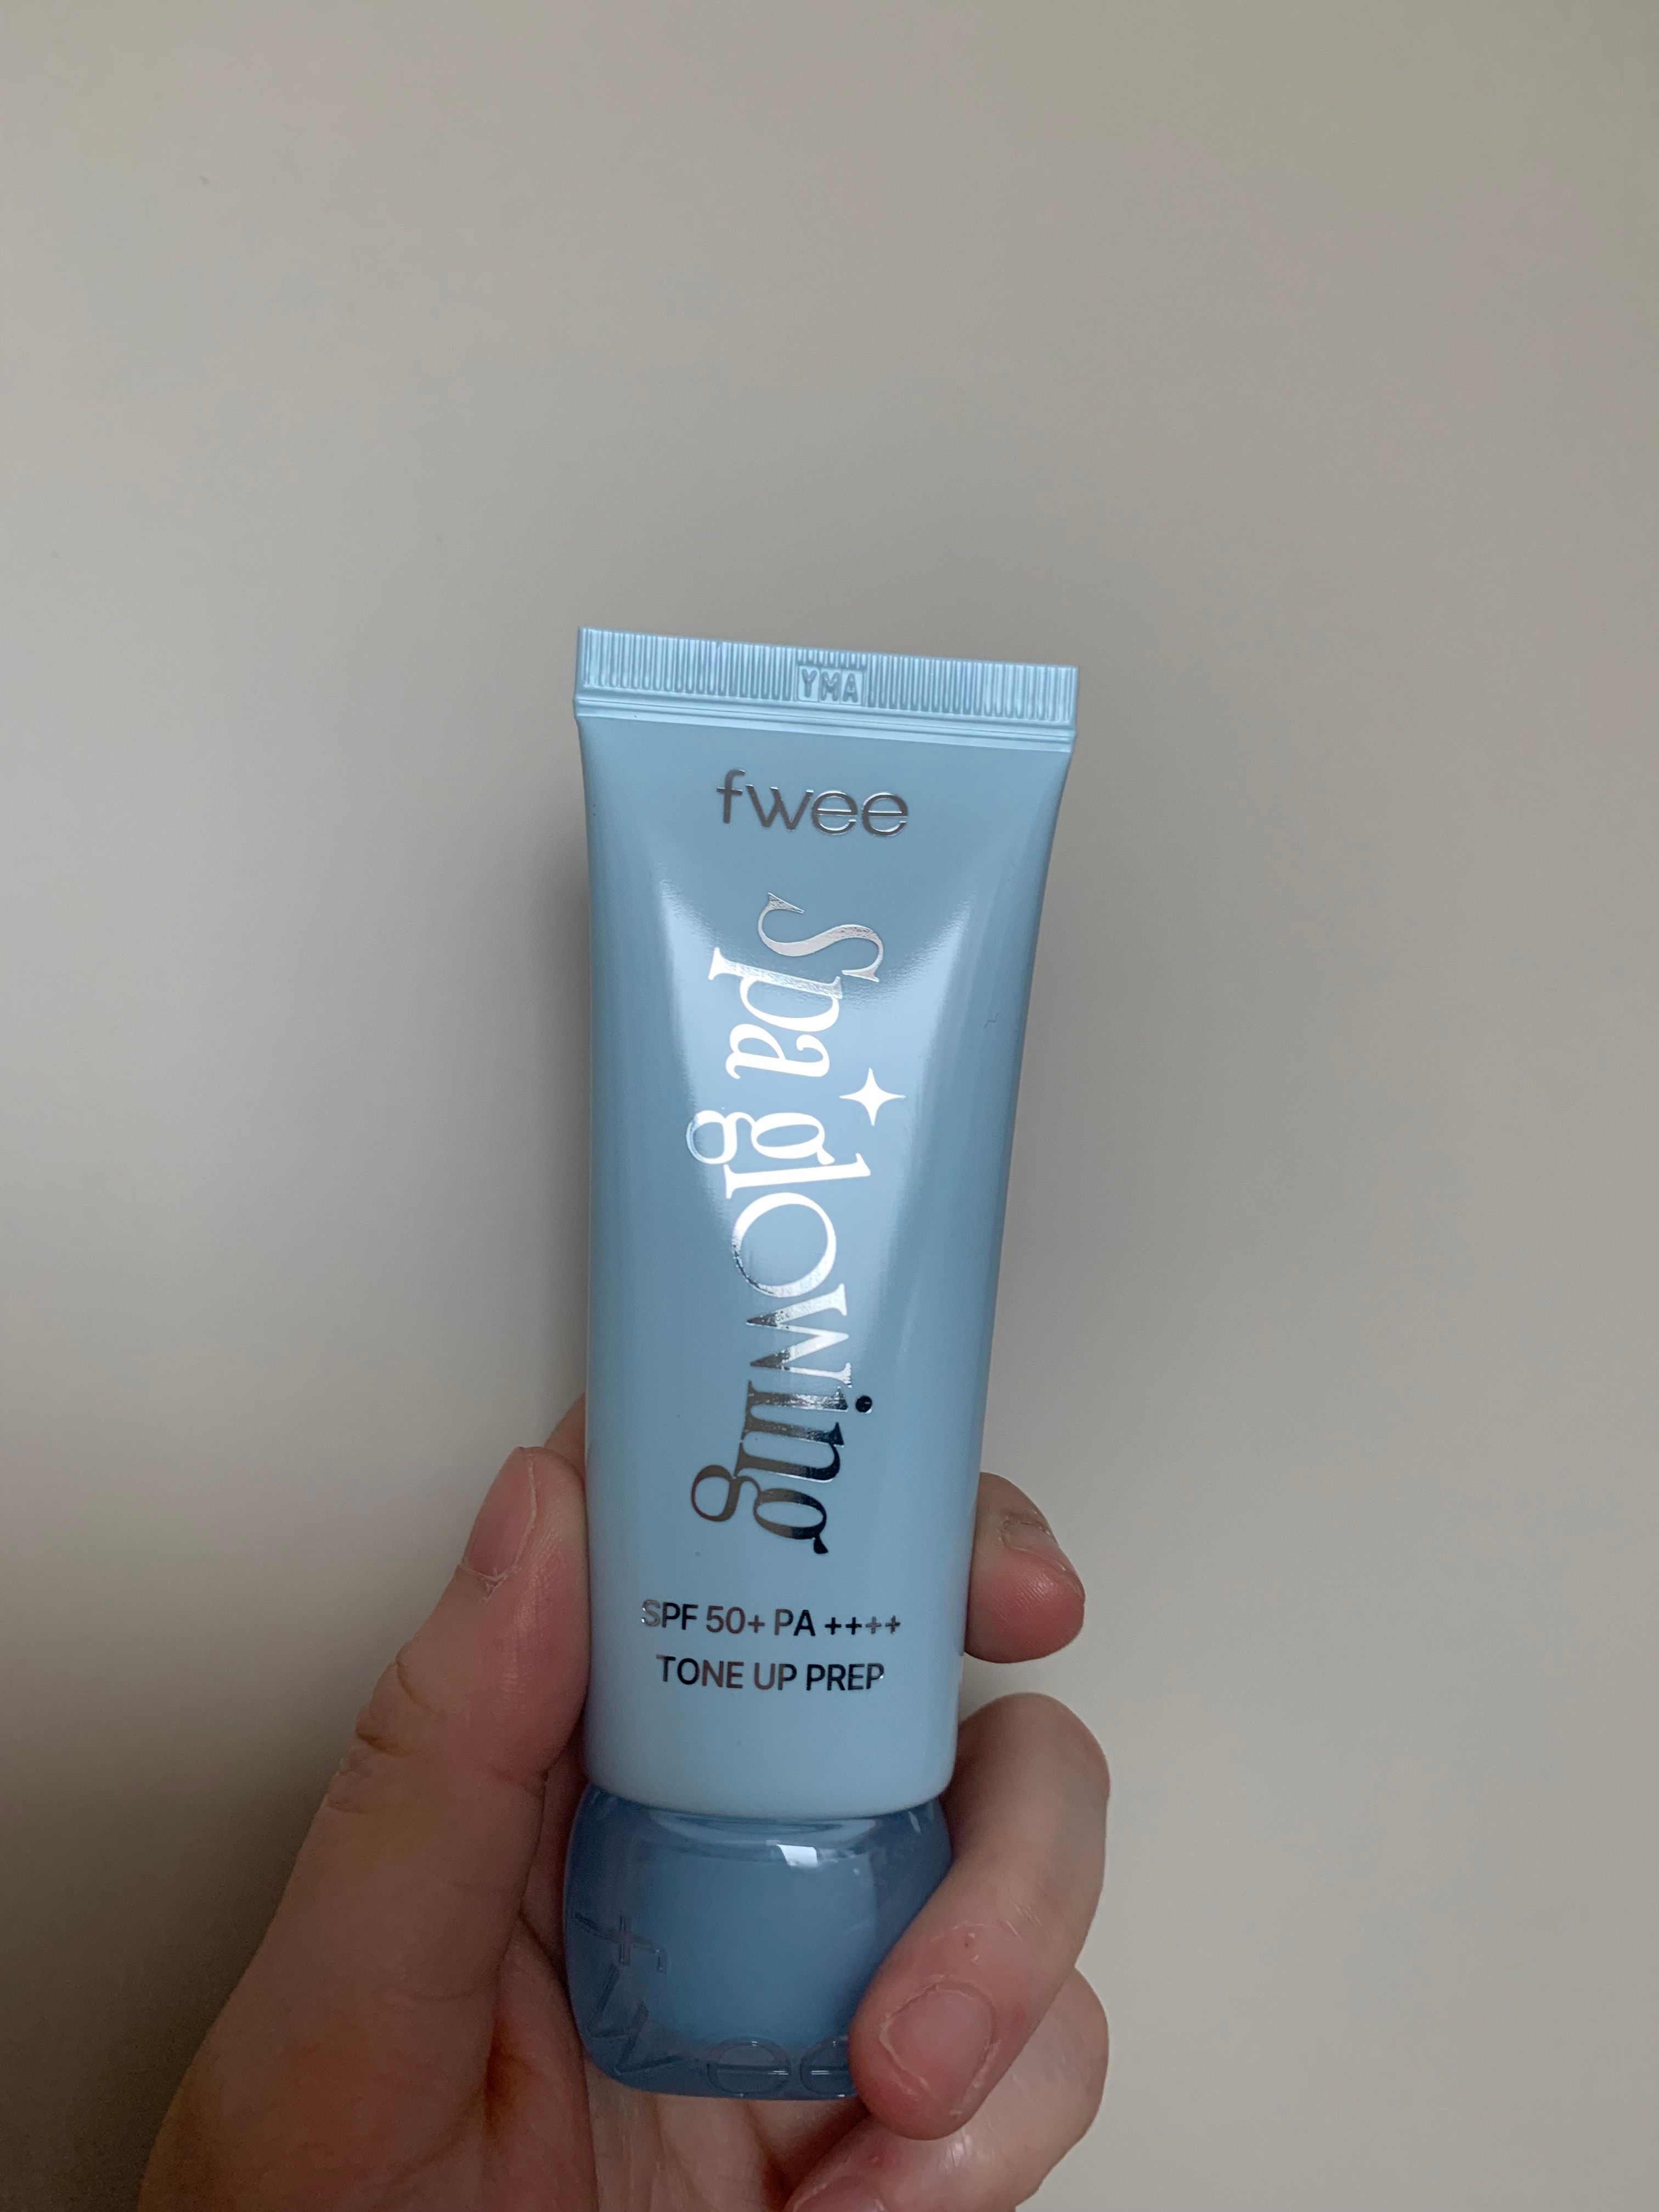 YMA
fwee
Spa glowing
SPF 50+ PA ++++
TONE UP PREP
fwee